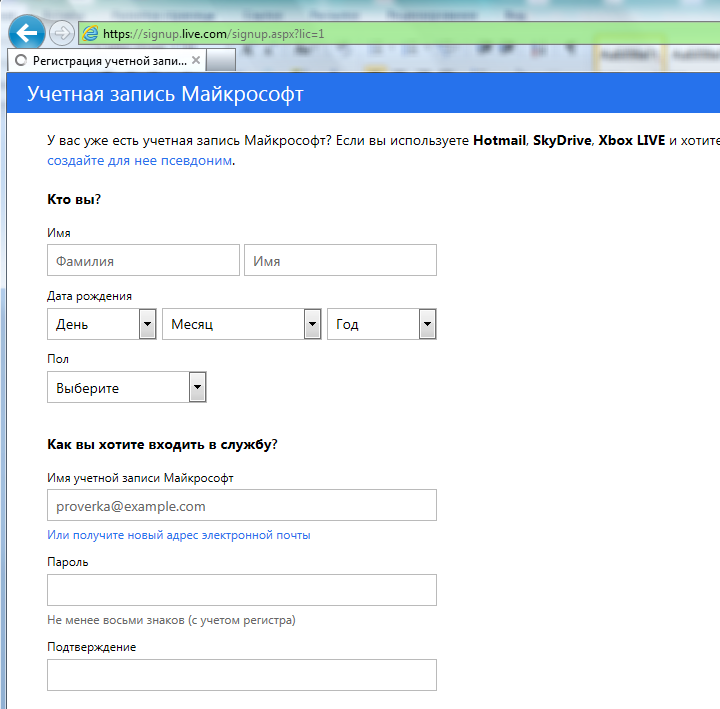 https://signup.live.com/signup.aspx?lic=1
Регистрация учетной запи...
Учетная запись Майкрософт
У вас уже есть учетная запись Майкрософт? Если вы используете Hotmail, SkyDrive, Xbox LIVE и хотите
создайте для нее псевдоним.
Кто вы?
Имя
Фамилия Имя
Дата рождения
День Месяц Год
Пол
Выберите
Как вы хотите входить в службу?
Имя учетной записи Майкрософт
proverka@example.com
Или получите новый адрес электронной почты
Пароль
Не менее восьми знаков (с учетом регистра)
Подтверждение